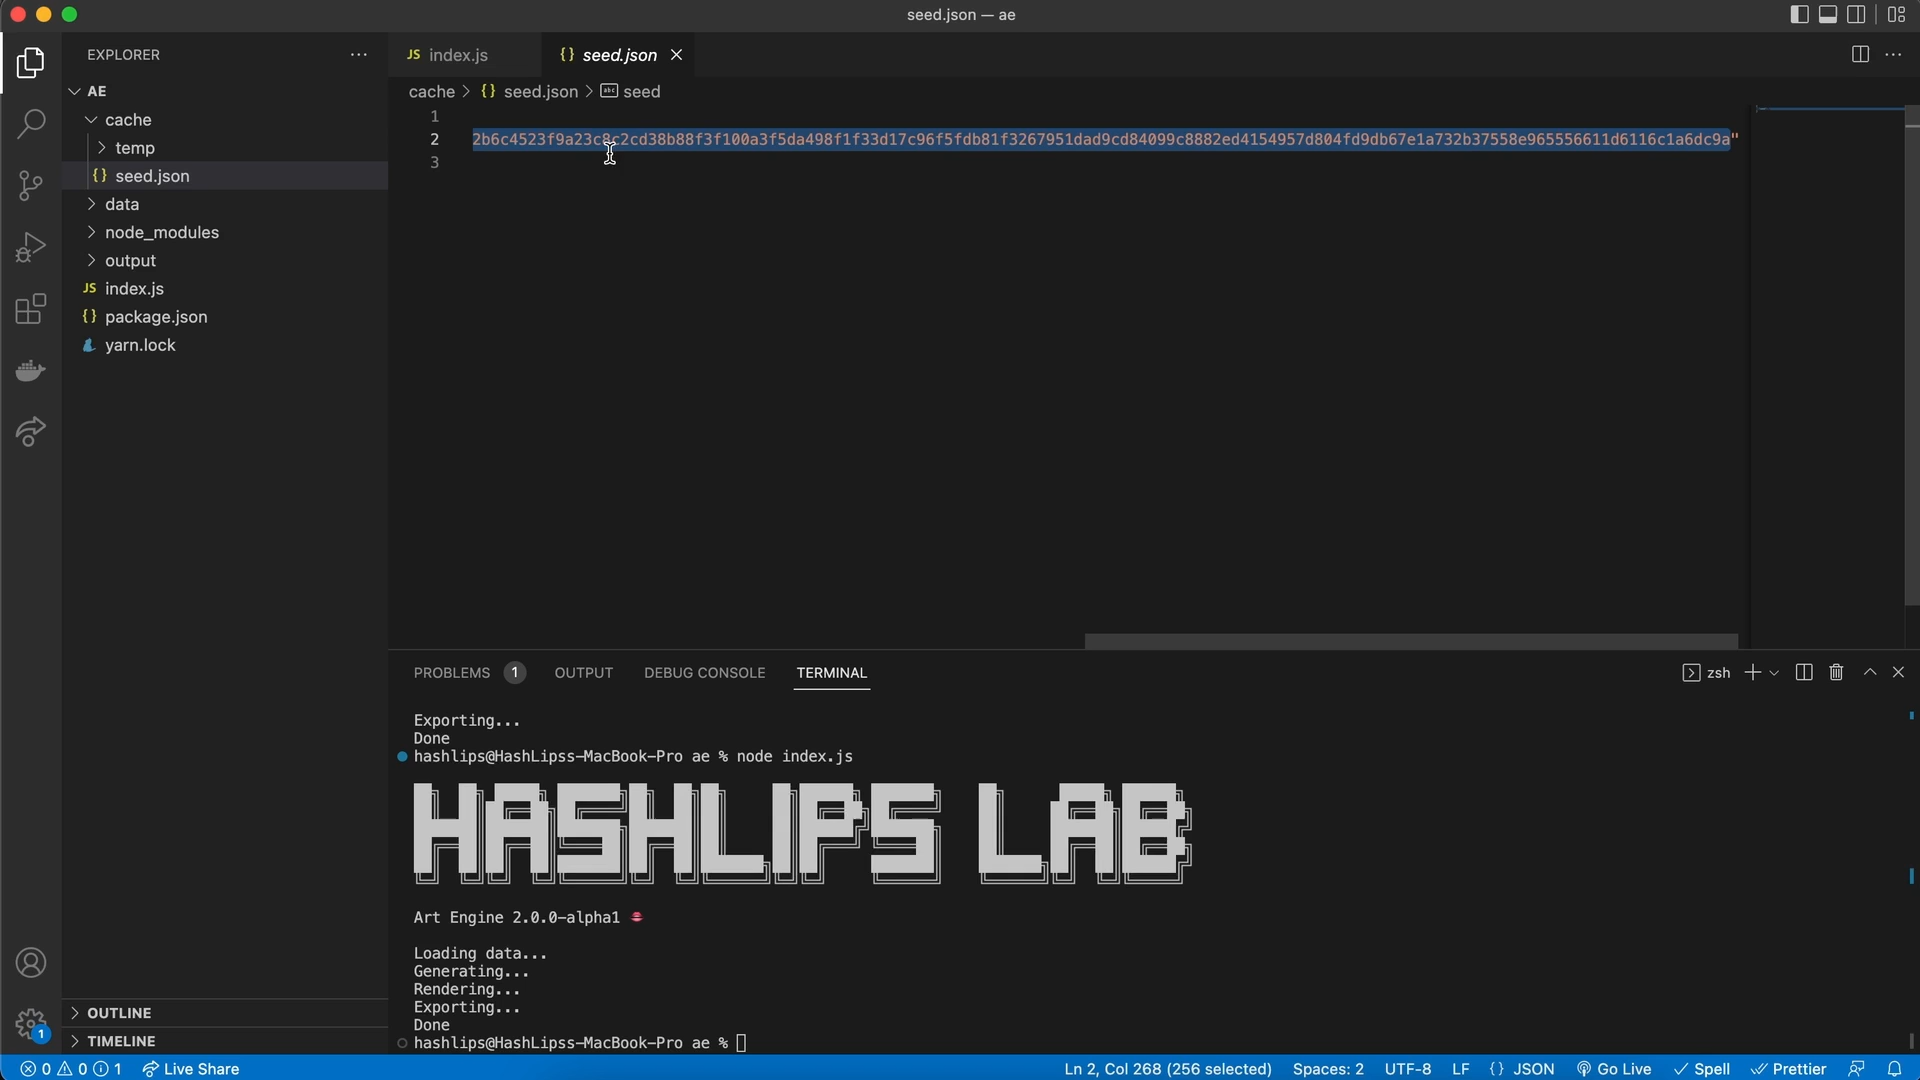 seed.json — ae
EXPLORER
AE
cache
temp
seed.json
data
node_modules
output
index.js
package.json
yarn.lock
OUTLINE
TIMELINE
JS index.js
{} seed.json
cache > {} seed.json > abc seed
1
2 2b6c4523f9a23c8c2cd38b88f3f100a3f5da498f1f33d17c96f5fdb81f3267951dad9cd84099c8882ed4154957d804fd9db67e1a732b37558e965556611d6116c1a6dc9a"
3
PROBLEMS 1 OUTPUT DEBUG CONSOLE TERMINAL
zsh
Exporting...
Done
hashlips@HashLipss-MacBook-Pro ae % node index.js
HASHLIPS LAB
Art Engine 2.0.0-alpha1
Loading data...
Generating...
Rendering...
Exporting...
Done
hashlips@HashLipss-MacBook-Pro ae %
1
0 0 1 Live Share Ln 2, Col 268 (256 selected) Spaces: 2 UTF-8 LF {} JSON Go Live Spell Prettier